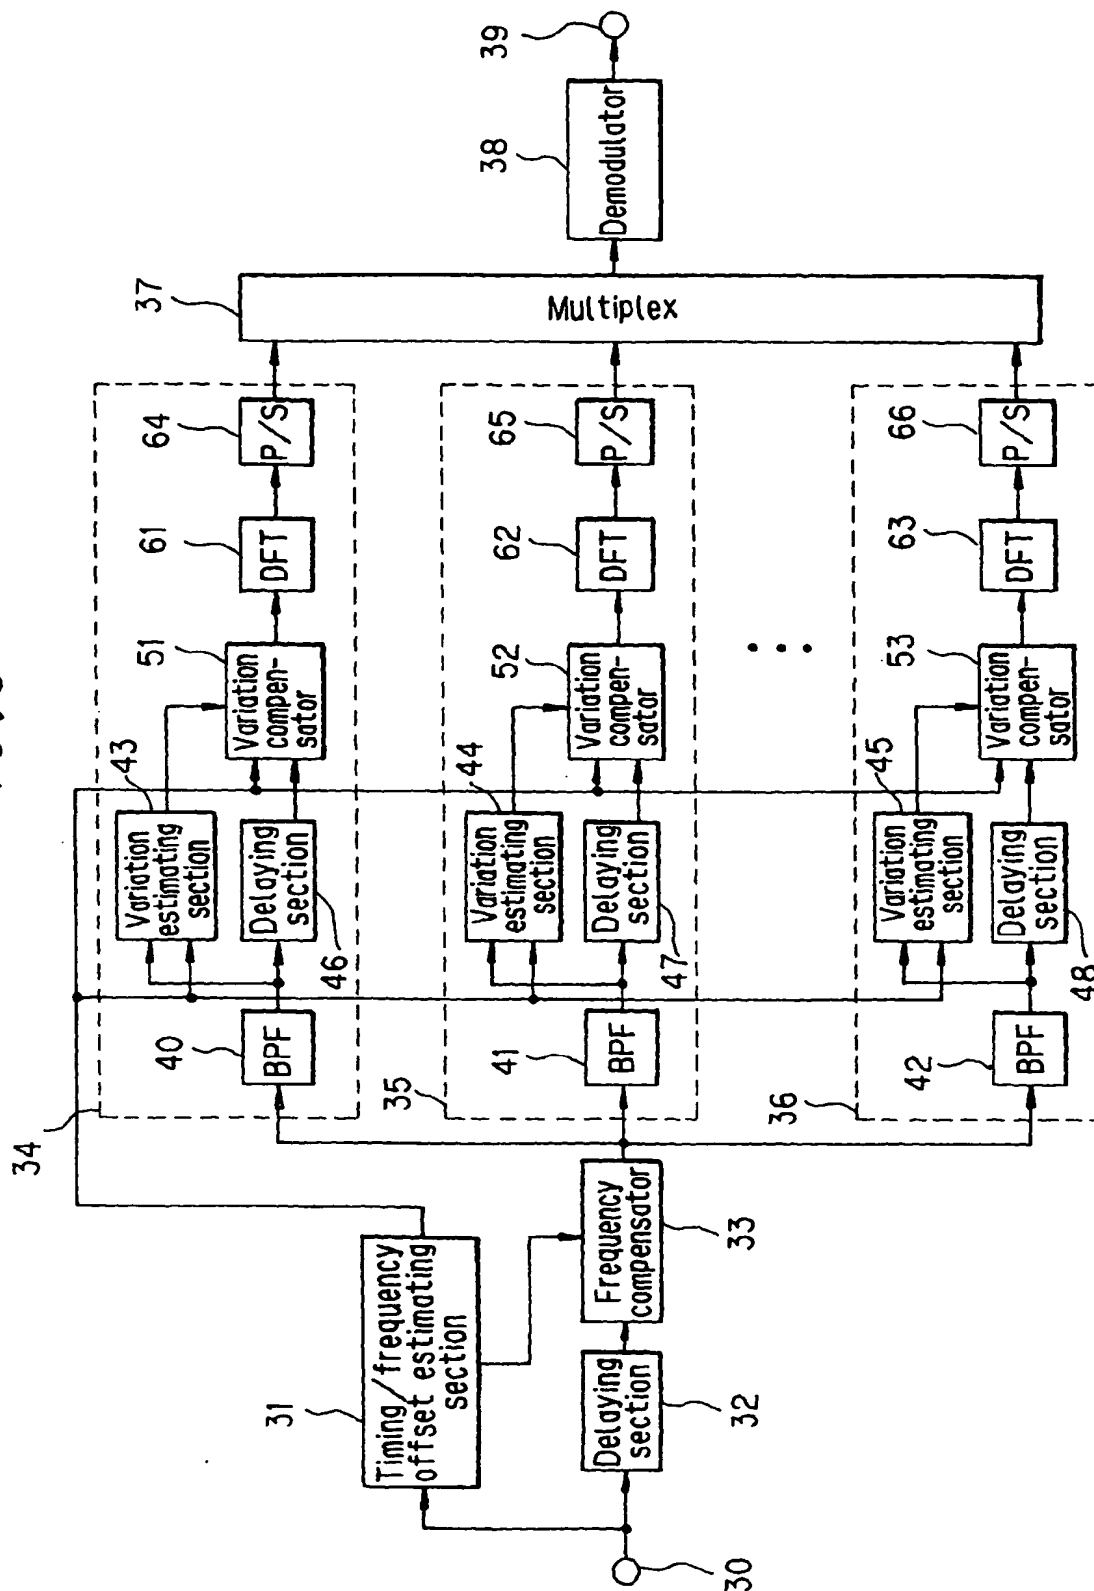 30
31
Timing/frequency
offset estimating
section
Delaying
section
32
Frequency
compensator
33
34
40
BPF
43
Variation
estimating
section
Delaying
section
46
51
Variation
compen-
sator
61
DFT
64
P/S
35
41
BPF
44
Variation
estimating
section
Delaying
section
47
52
Variation
compen-
sator
62
DFT
65
P/S
36
42
BPF
45
Variation
estimating
section
Delaying
section
48
53
Variation
compen-
sator
63
DFT
66
P/S
37
Multiplex
38
Demodulator
39